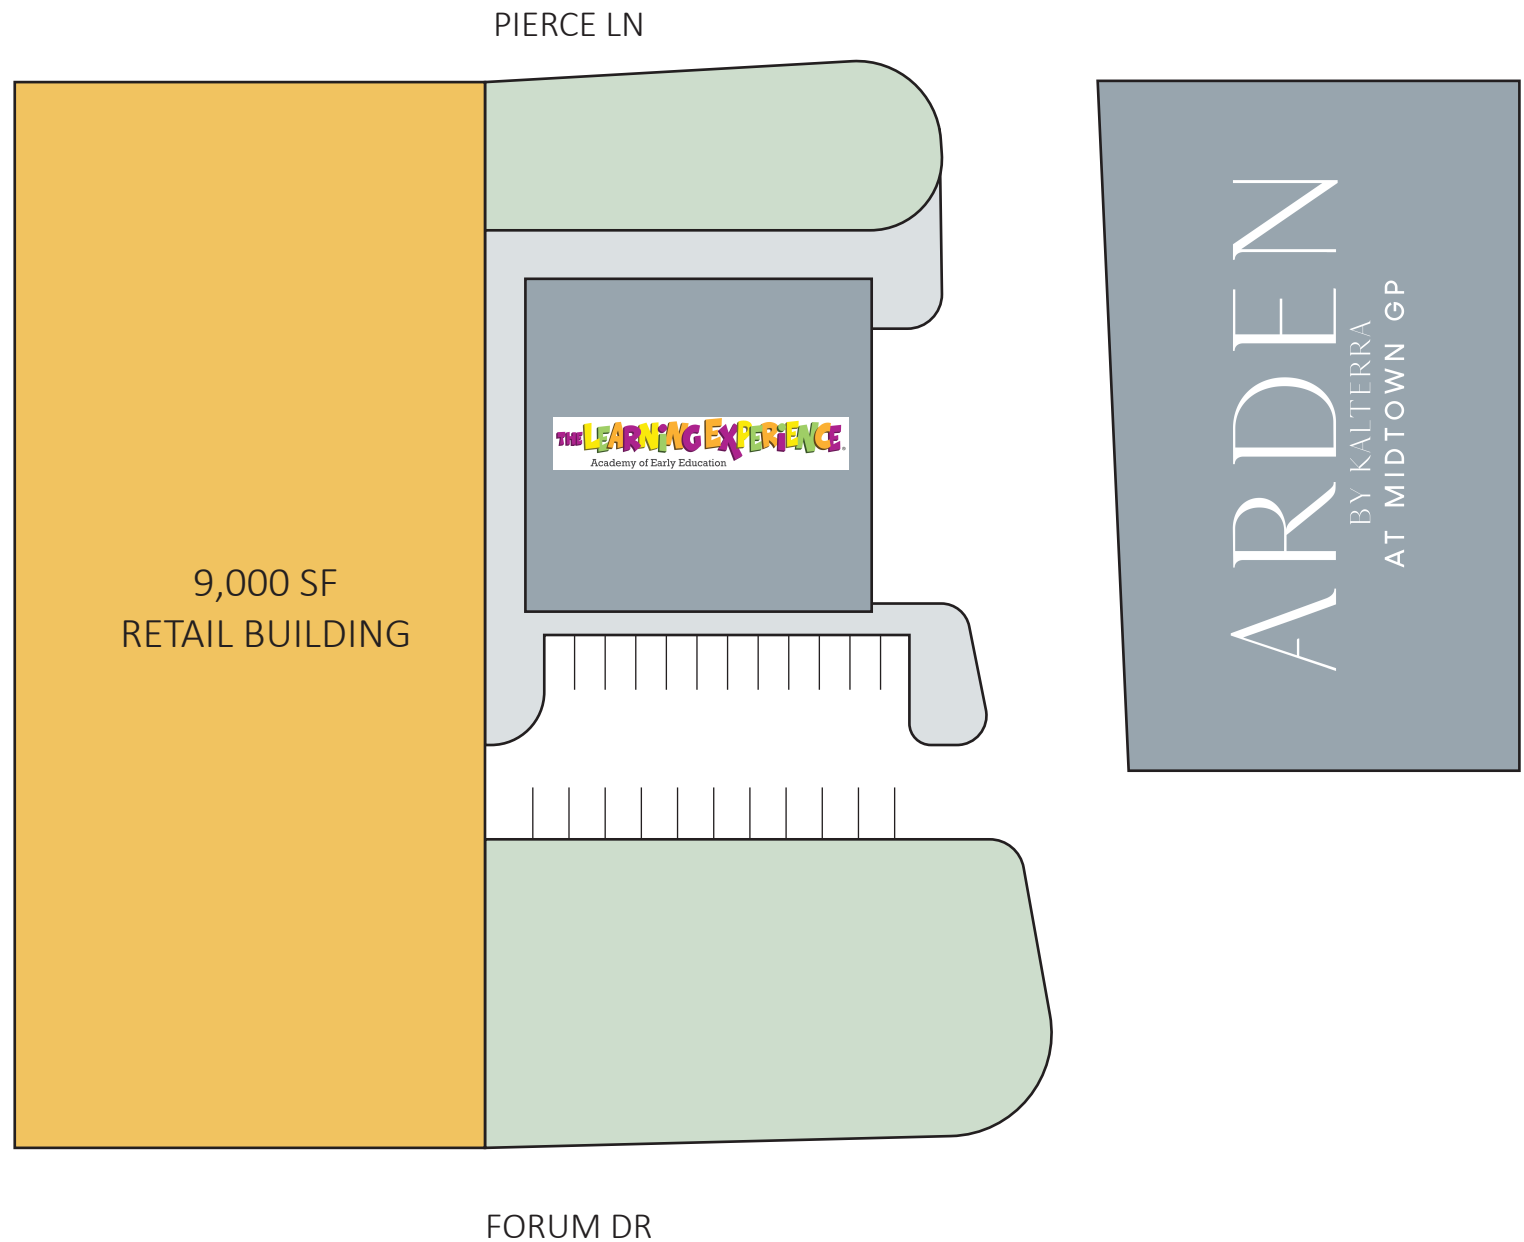 PIERCE LN
THE LEARNING EXPERIENCE®
Academy of Early Education
9,000 SF
RETAIL BUILDING
ARDEN
BY KALTERRA
AT MIDTOWN GP
FORUM DR